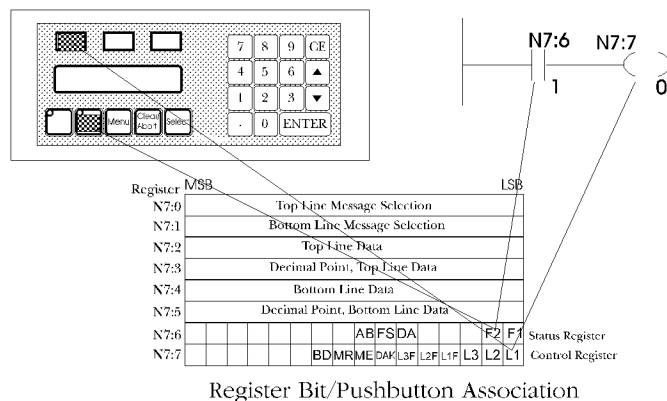 N7:6 N7:7
1 0
7 8 9 CE
4 5 6 ▲
1 2 3 ▼
. 0 ENTER
Menu Clear/Abort Select
Register MSB LSB
N7:0 Top Line Message Selection
N7:1 Bottom Line Message Selection
N7:2 Top Line Data
N7:3 Decimal Point, Top Line Data
N7:4 Bottom Line Data
N7:5 Decimal Point, Bottom Line Data
N7:6 AB FS DA F2 F1 Status Register
N7:7 BD MR ME DAK L3F L2F L1F L3 L2 L1 Control Register
Register Bit/Pushbutton Association